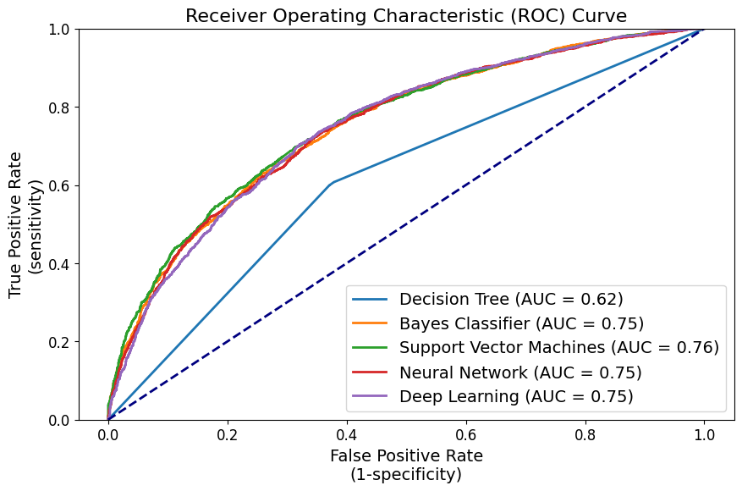 Receiver Operating Characteristic (ROC) Curve
True Positive Rate
(sensitivity)
1.0
0.8
0.6
0.4
0.2
0.0
Decision Tree (AUC = 0.62)
Bayes Classifier (AUC = 0.75)
Support Vector Machines (AUC = 0.76)
Neural Network (AUC = 0.75)
Deep Learning (AUC = 0.75)
0.0 0.2 0.4 0.6 0.8 1.0
False Positive Rate
(1-specificity)